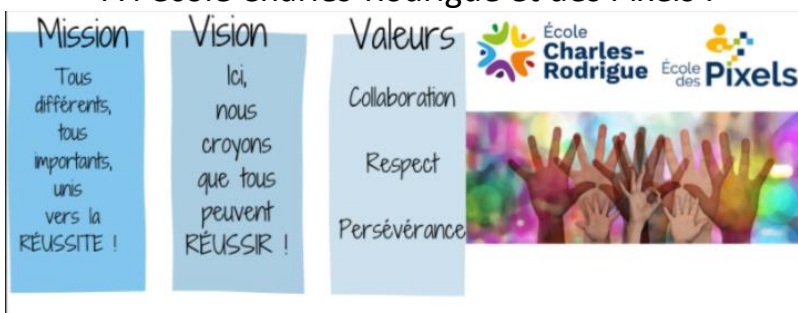 Mission
Tous
différents,
tous
importants,
unis
vers la
RÉUSSITE !
Vision
Ici,
nous
croyons
que tous
peuvent
RÉUSSIR !
Valeurs
Collaboration
Respect
Persévérance
École
Charles-
Rodrigue
École
des Pixels